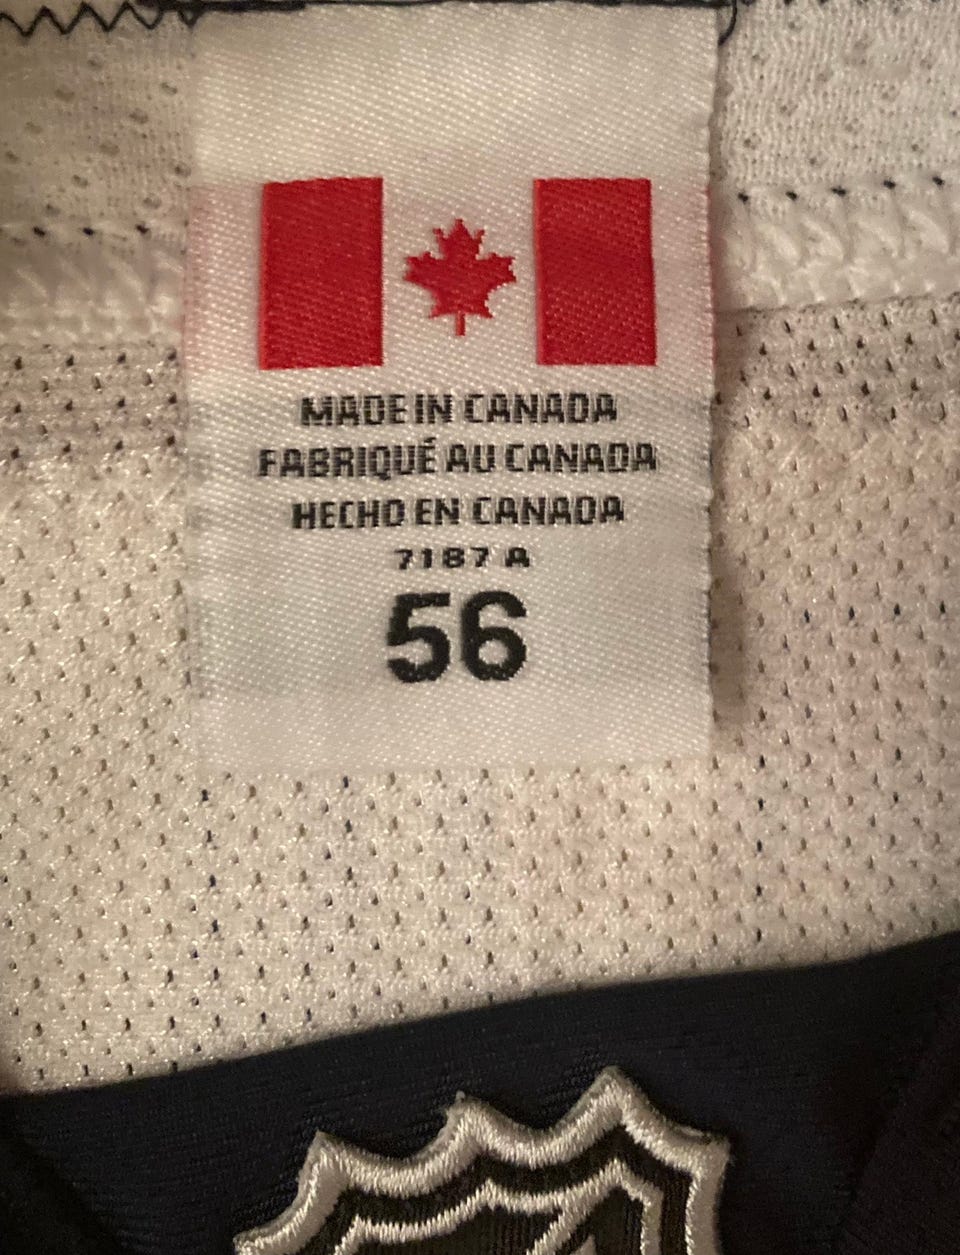 MADE IN CANADA
FABRIQUÉ AU CANADA
HECHO EN CANADA
7187 A
56